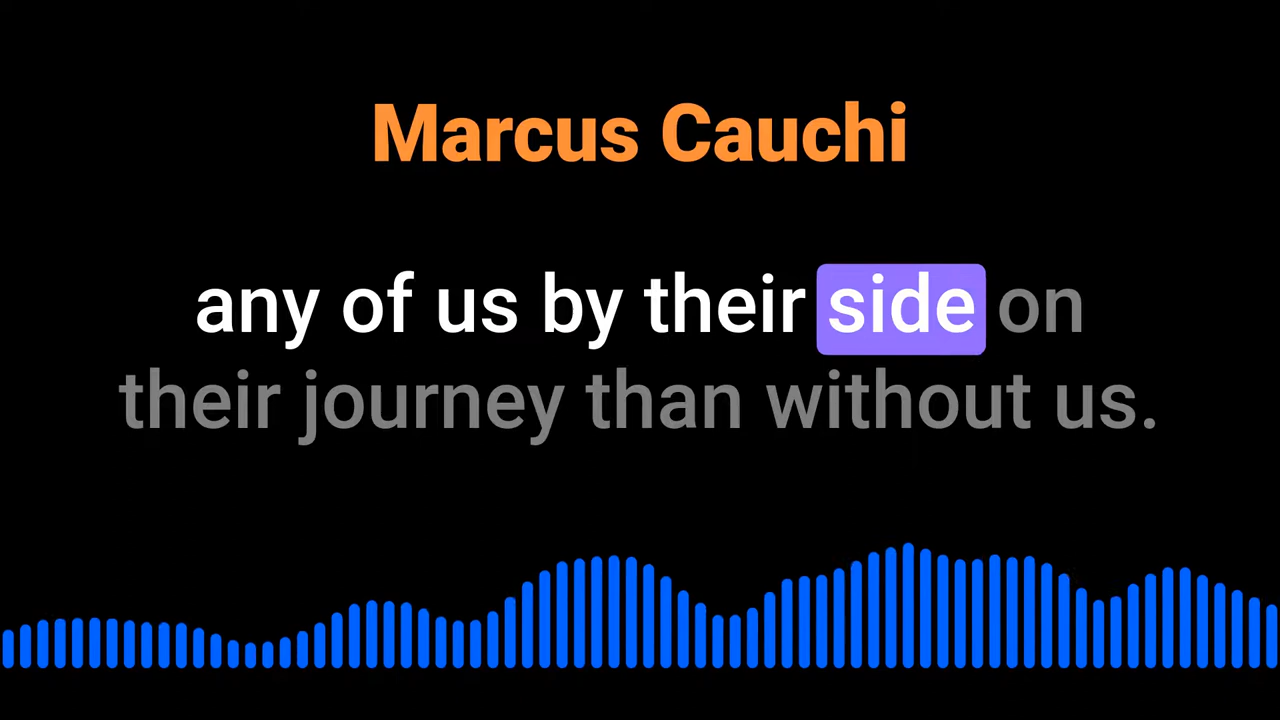 Marcus Cauchi
any of us by their side on
their journey than without us.